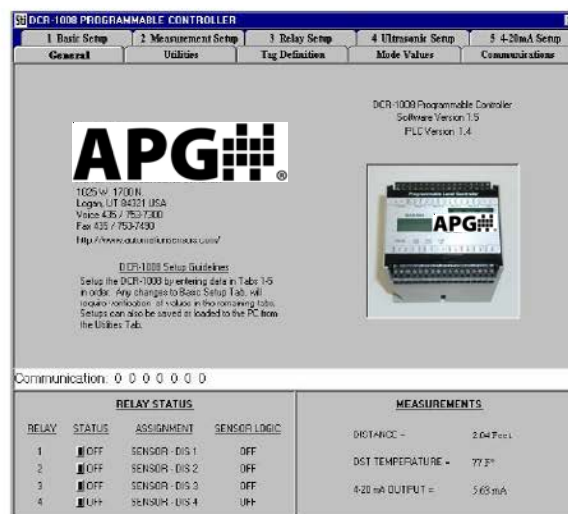 DCR-1008 PROGRAMMABLE CONTROLLER
1 Basic Setup
2 Measurement Setup
3 Relay Setup
4 Ultrasonic Setup
5 4-20mA Setup
General
Utilities
Tag Definition
Mode Values
Communications
APG
®
1025 W. 1700 N.
Logan, UT 84321 USA
Voice 435 / 753-7300
Fax 435 / 753-7490
http://www.automationsensors.com/
DCR-1008 Setup Guidelines
Setup the DCR-1008 by entering data in Tabs 1-5
in order. Any changes to Basic Setup Tab, will
require verification of values in the remaining tabs.
Setups can also be saved or loaded to the PC from
the Utilities Tab.
DCR-1008 Programmable Controller
Software Version 1.5
PLC Version 1.4
Programmable Level Controller
APG
Communication: 0 0 0 0 0 0 0
RELAY STATUS
RELAY STATUS ASSIGNMENT SENSOR LOGIC
1 OFF SENSOR - DIS 1 OFF
2 OFF SENSOR - DIS 2 OFF
3 OFF SENSOR - DIS 3 OFF
4 OFF SENSOR - DIS 4 OFF
MEASUREMENTS
DISTANCE = 2.04 Feet
DST TEMPERATURE = 77 F°
4-20 mA OUTPUT = 5.63 mA